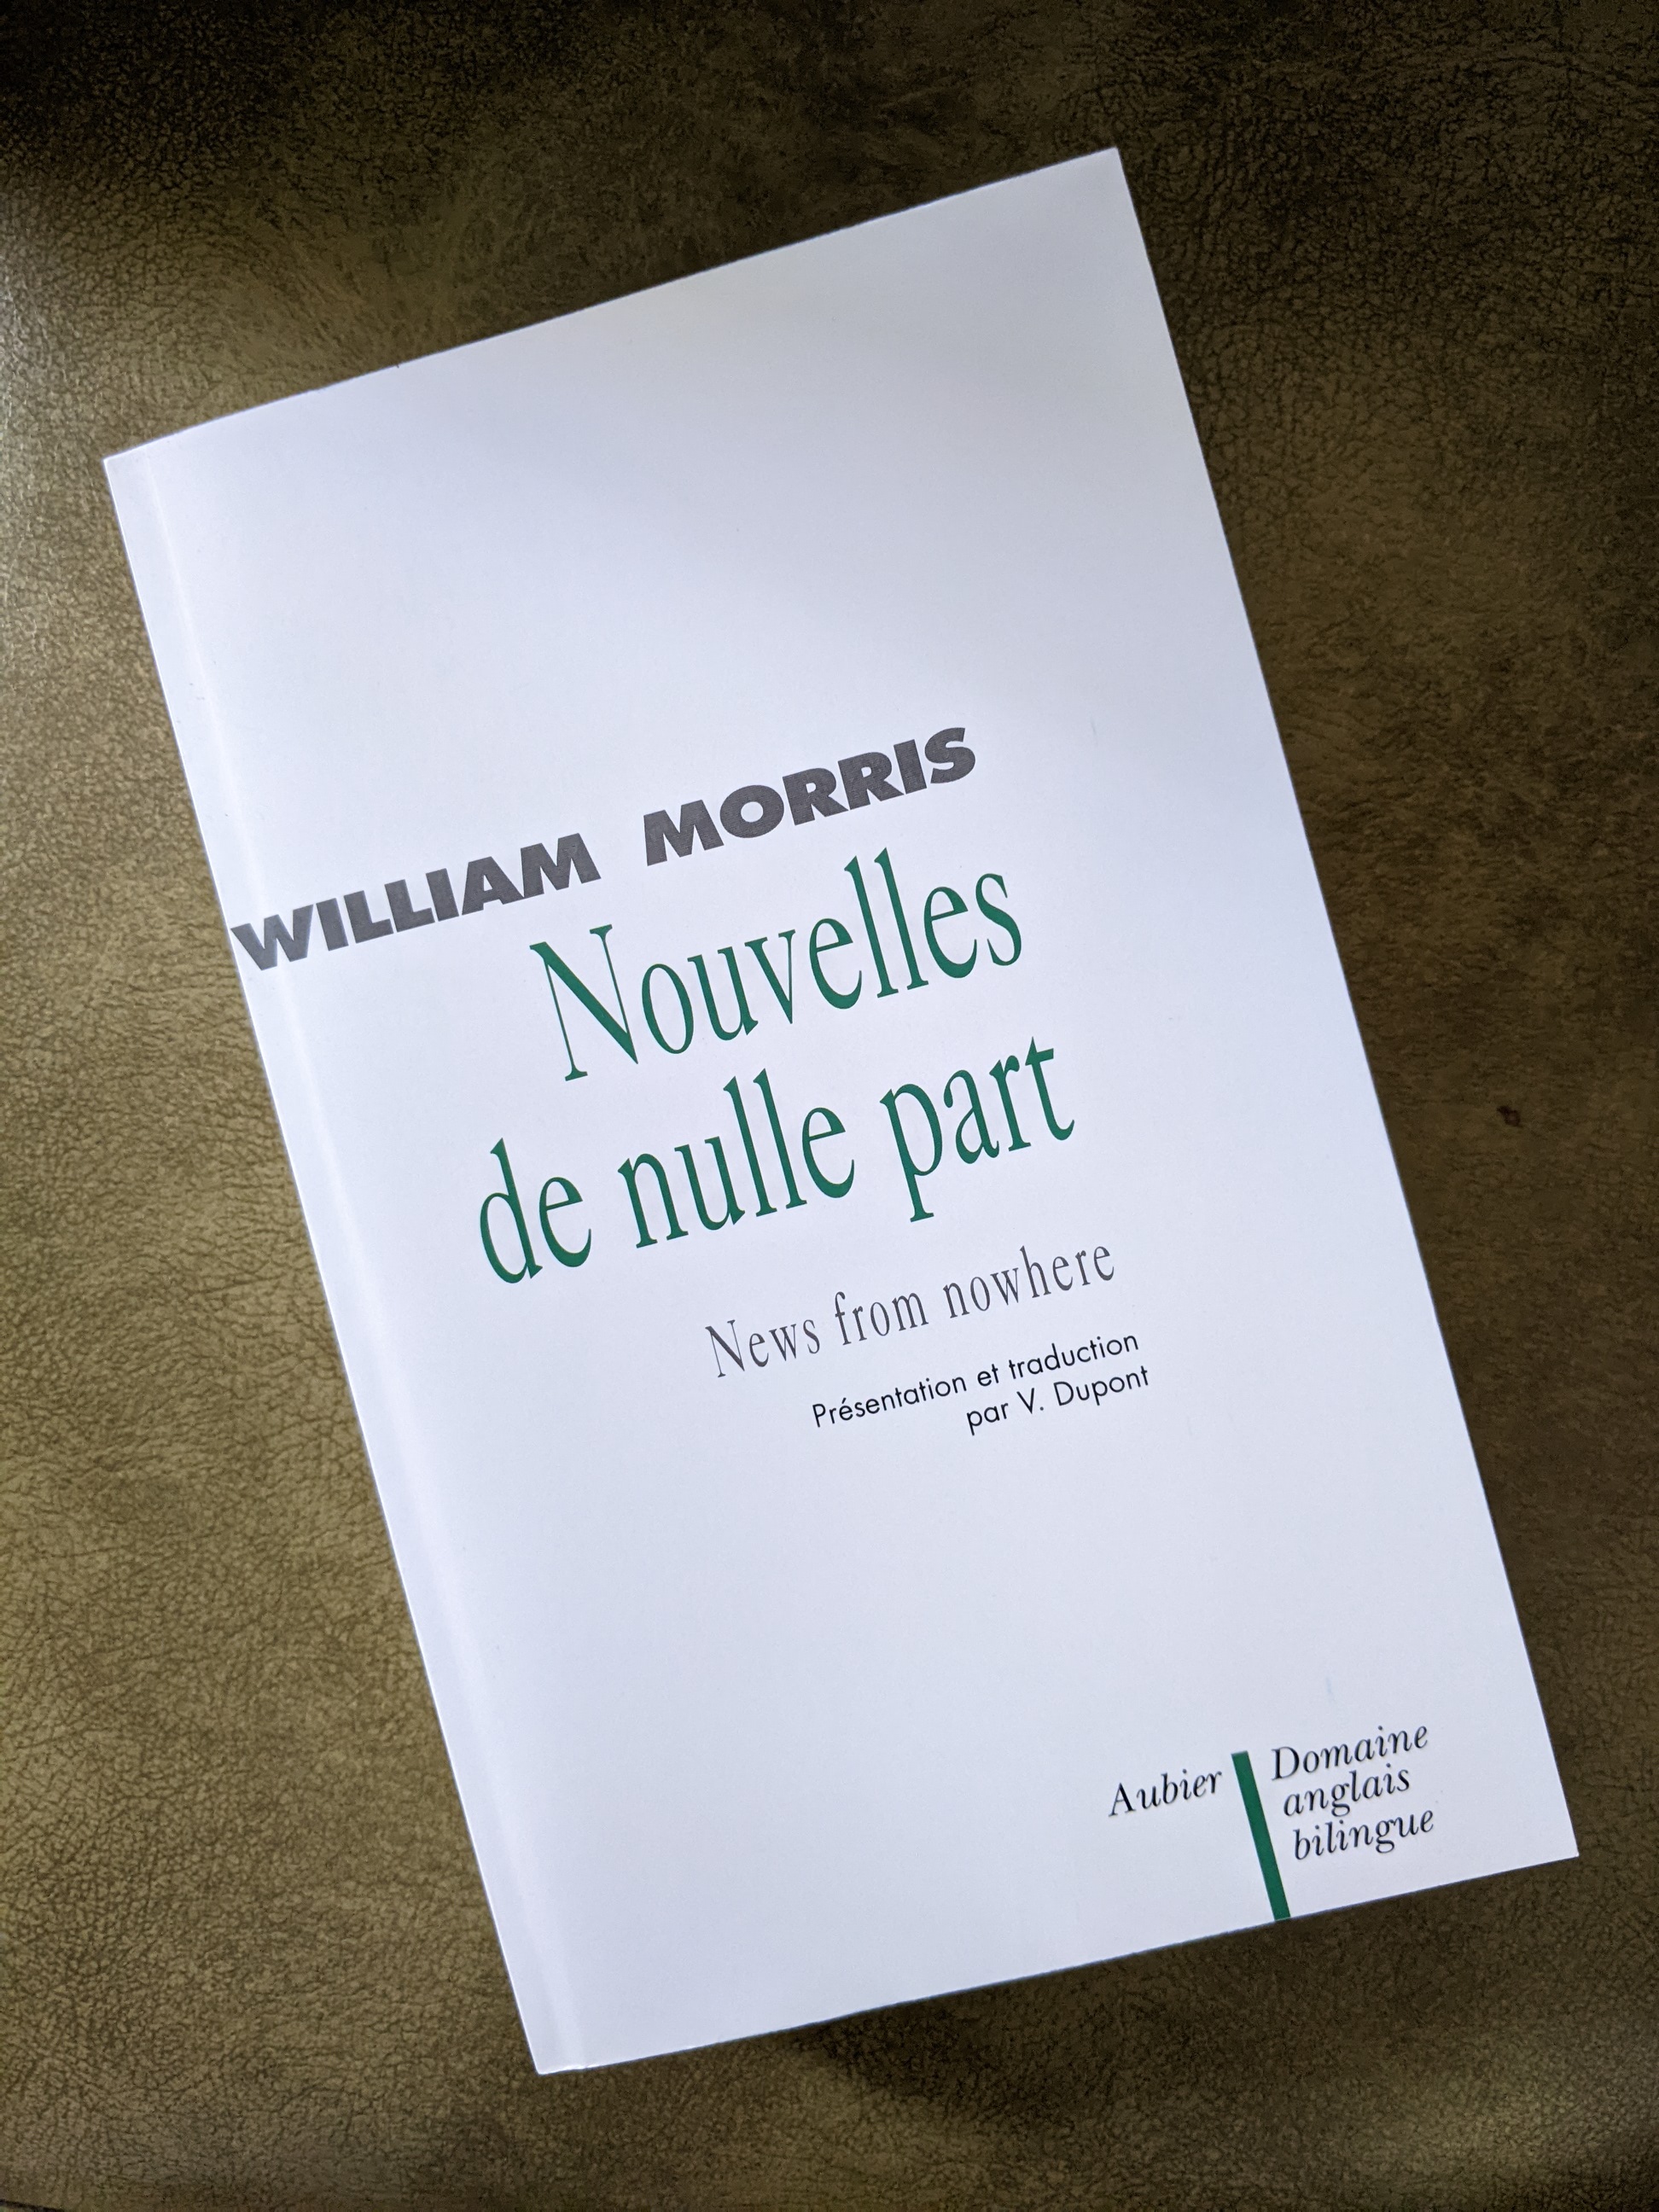 WILLIAM MORRIS
Nouvelles
de nulle part
News from nowhere
Présentation et traduction
par V. Dupont
Aubier
Domaine
anglais
bilingue